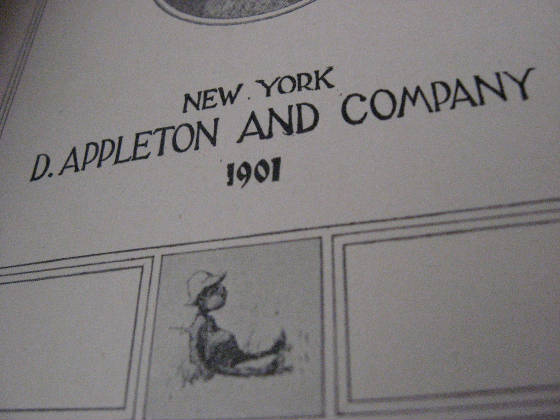 NEW YORK
D. APPLETON AND COMPANY
1901